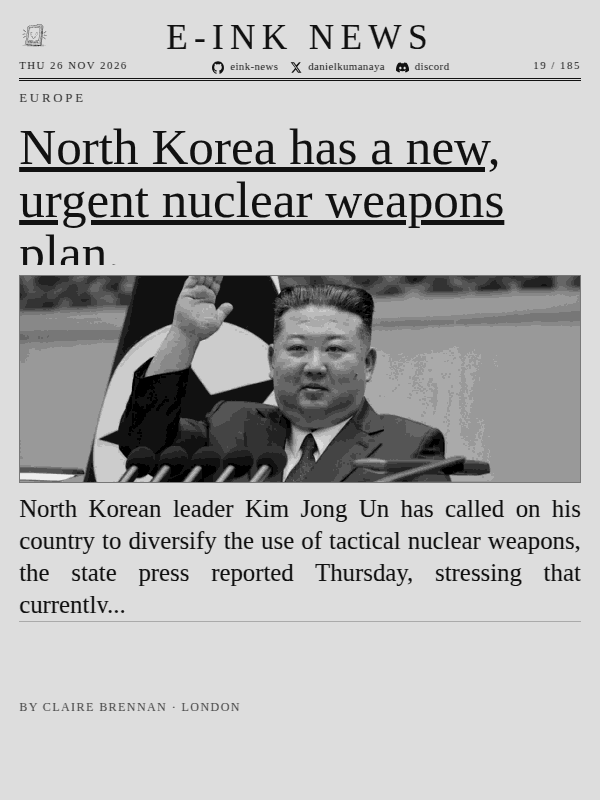 E-INK NEWS
THU 26 NOV 2026
eink-news danielkumanaya discord
19 / 185
EUROPE
North Korea has a new,
urgent nuclear weapons
plan
North Korean leader Kim Jong Un has called on his
country to diversify the use of tactical nuclear weapons,
the state press reported Thursday, stressing that
currently...
BY CLAIRE BRENNAN · LONDON